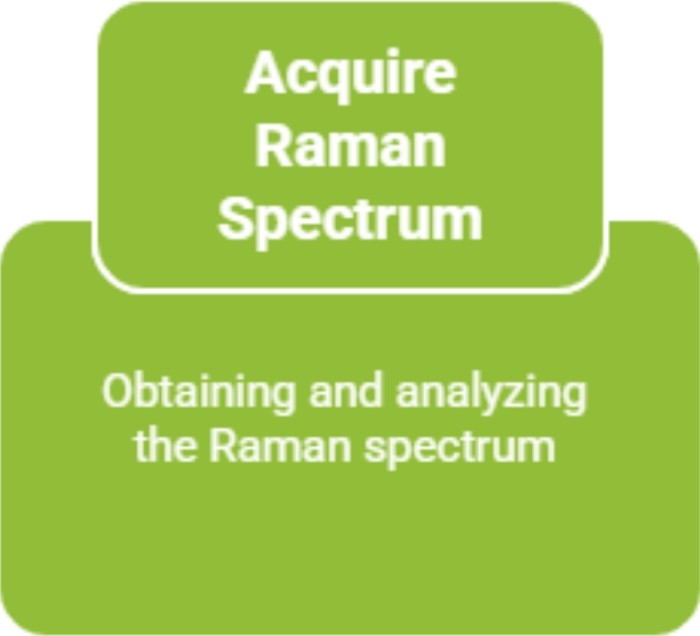 Acquire
Raman
Spectrum
Obtaining and analyzing
the Raman spectrum